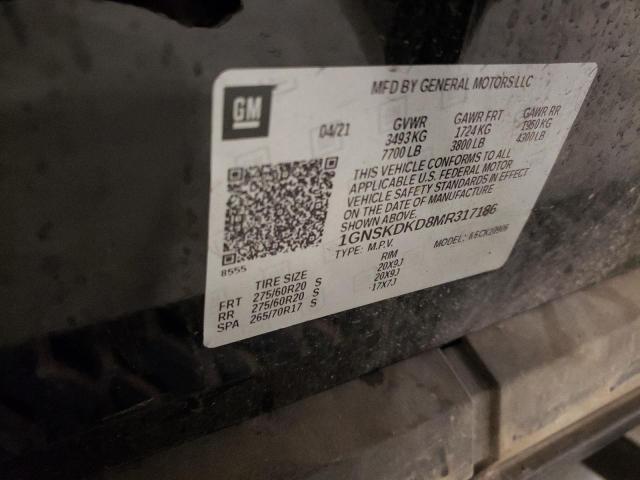 MFD BY GENERAL MOTORS LLC
GM
04/21
GVWR GAWR FRT GAWR RR
3493 KG 1724 KG 1950 KG
7700 LB 3800 LB 4300 LB
THIS VEHICLE CONFORMS TO ALL
APPLICABLE U.S. FEDERAL MOTOR
VEHICLE SAFETY STANDARDS IN EFFECT
ON THE DATE OF MANUFACTURE
SHOWN ABOVE.
1GNSKDKD8MR317186
TYPE: M.P.V. MODEL:
8555
TIRE SIZE RIM
FRT 275/60R20 S 20X9J
RR 275/60R20 S 20X9J
SPA 265/70R17 S 17X7J